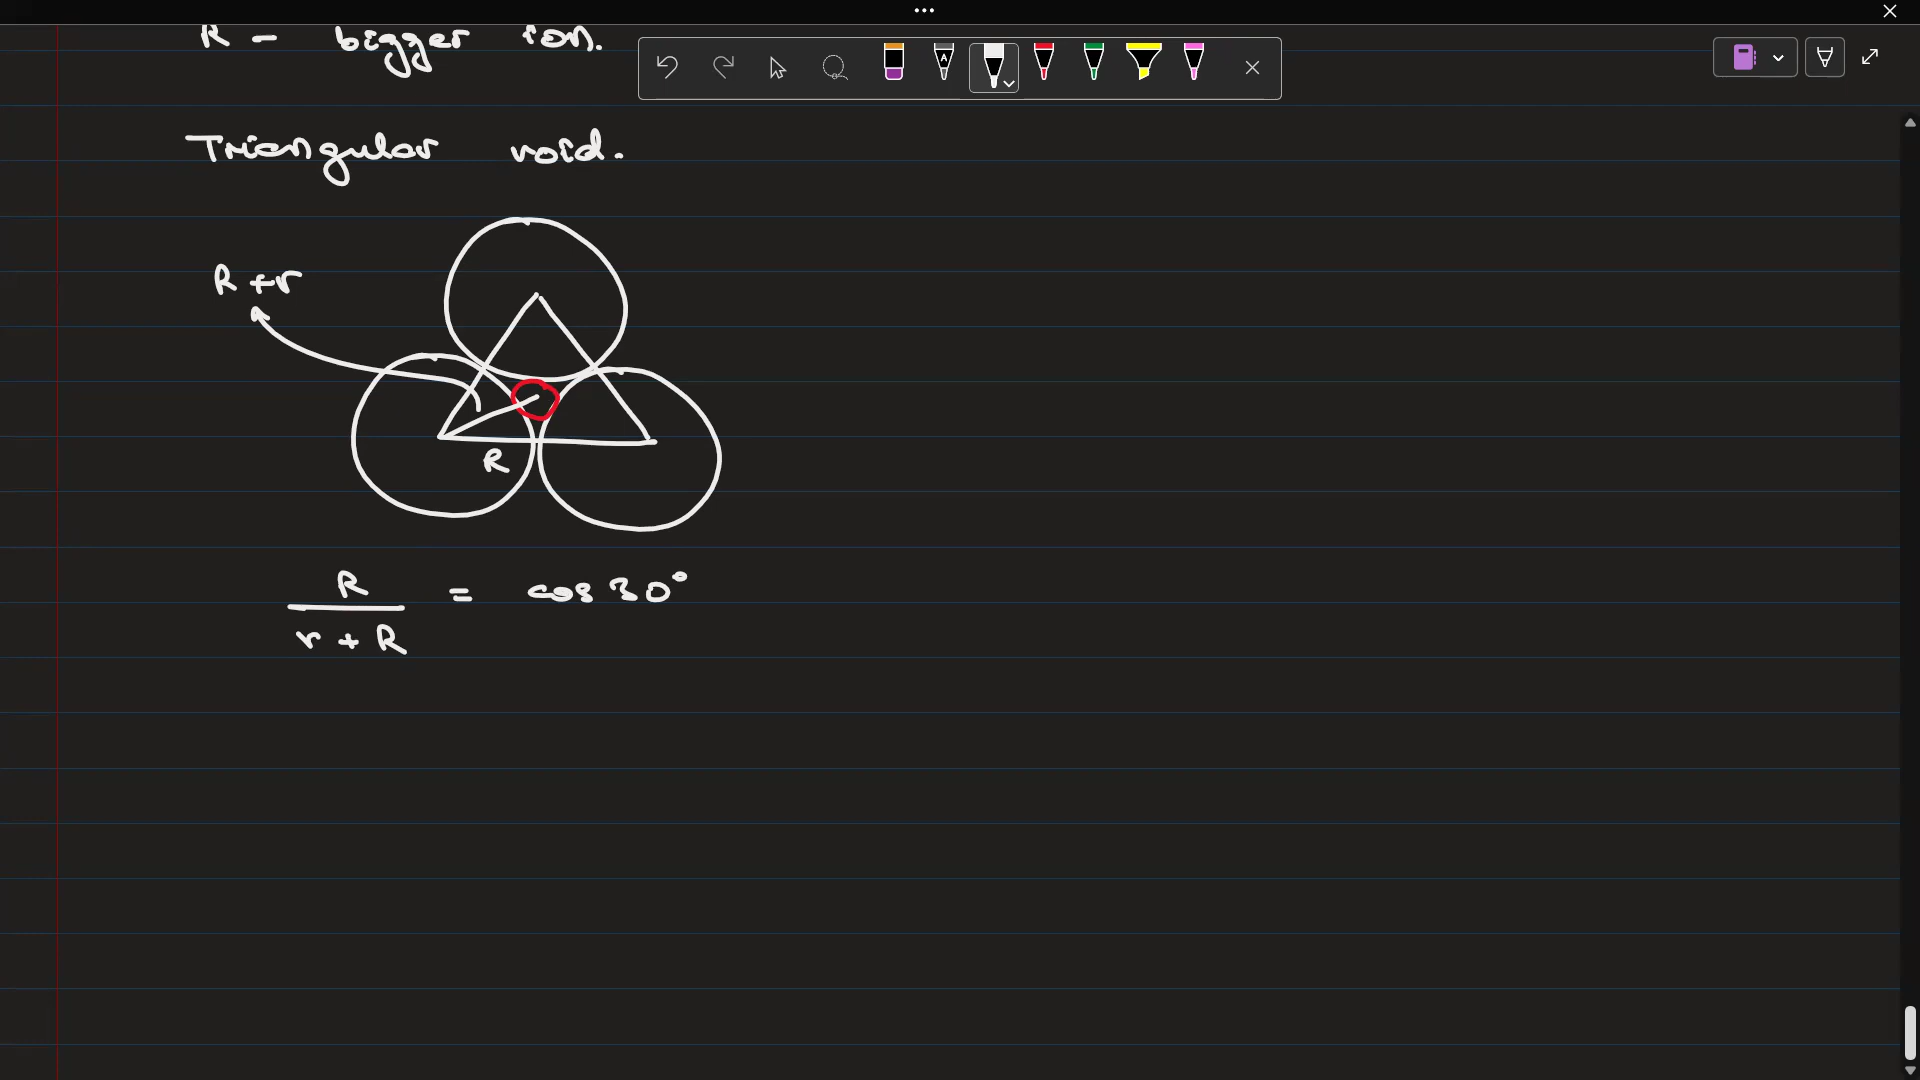 R - bigger ion.
Triangular void.
R + r
R
R
r + R
= cos 30°